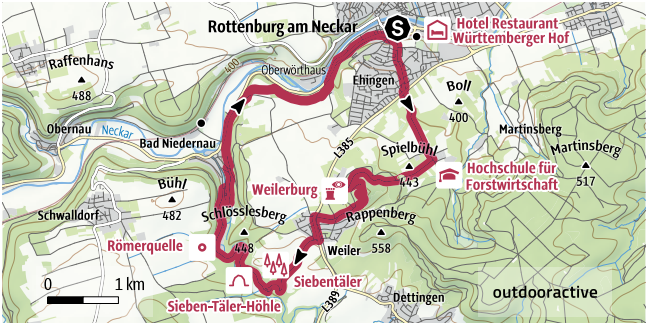 Rottenburg am Neckar
S
Hotel Restaurant
Württemberger Hof
Raffenhans
488
400
Oberwörthaus
Ehingen
Boll
400
Obernau
Neckar
Bad Niedernau
L385
Martinsberg
Martinsberg
517
Spielbühl
443
Hochschule für
Forstwirtschaft
Bühl
482
Weilerburg
Schwalldorf
Schlösslesberg
448
Rappenberg
558
Römerquelle
Weiler
Siebentäler
0
1 km
Sieben-Täler-Höhle
L389
Dettingen
outdooractive